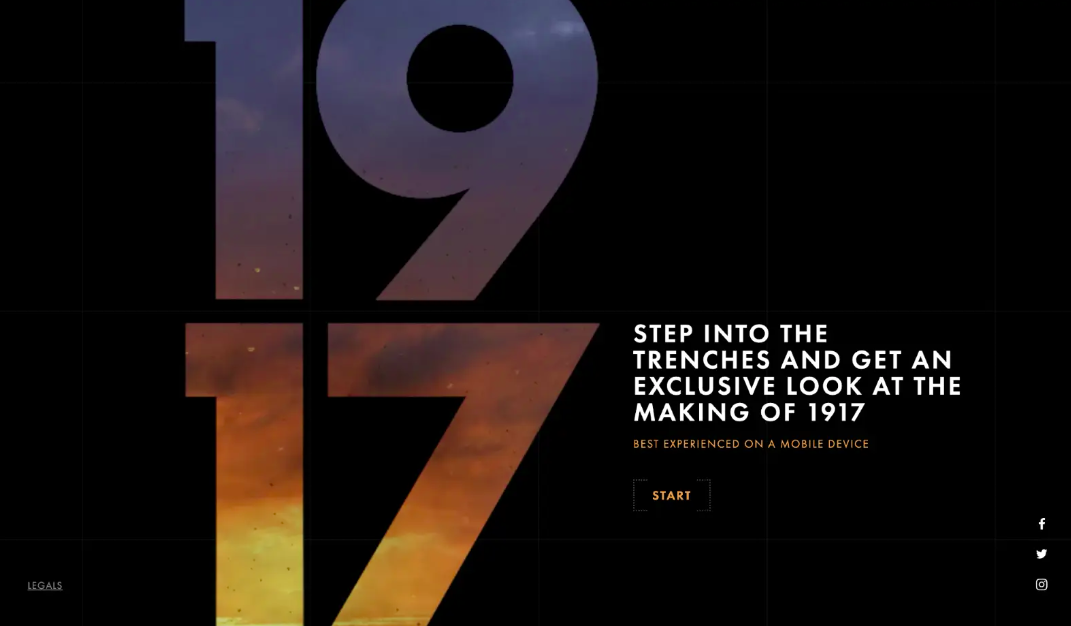 19
17
STEP INTO THE
TRENCHES AND GET AN
EXCLUSIVE LOOK AT THE
MAKING OF 1917
BEST EXPERIENCED ON A MOBILE DEVICE
START
LEGALS